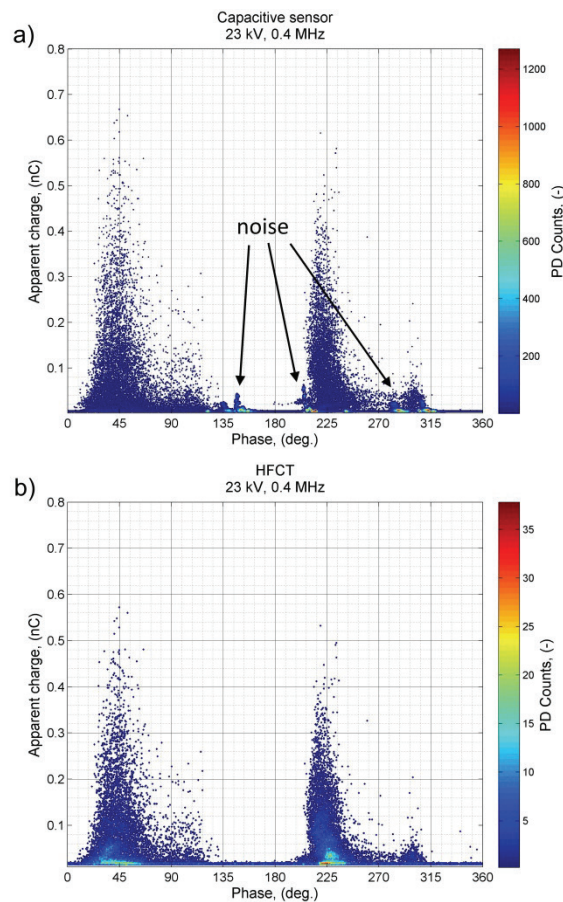 Capacitive sensor
a)
23 kV, 0.4 MHz
0.8
0.7
0.6
0.5
0.4
0.3
0.2
0.1
Apparent charge, (nC)
noise
0 45 90 135 180 225 270 315 360
Phase, (deg.)
1200
1000
800
600
400
200
PD Counts, (-)
HFCT
b)
23 kV, 0.4 MHz
0.8
0.7
0.6
0.5
0.4
0.3
0.2
0.1
Apparent charge, (nC)
0 45 90 135 180 225 270 315 360
Phase, (deg.)
35
30
25
20
15
10
5
PD Counts, (-)